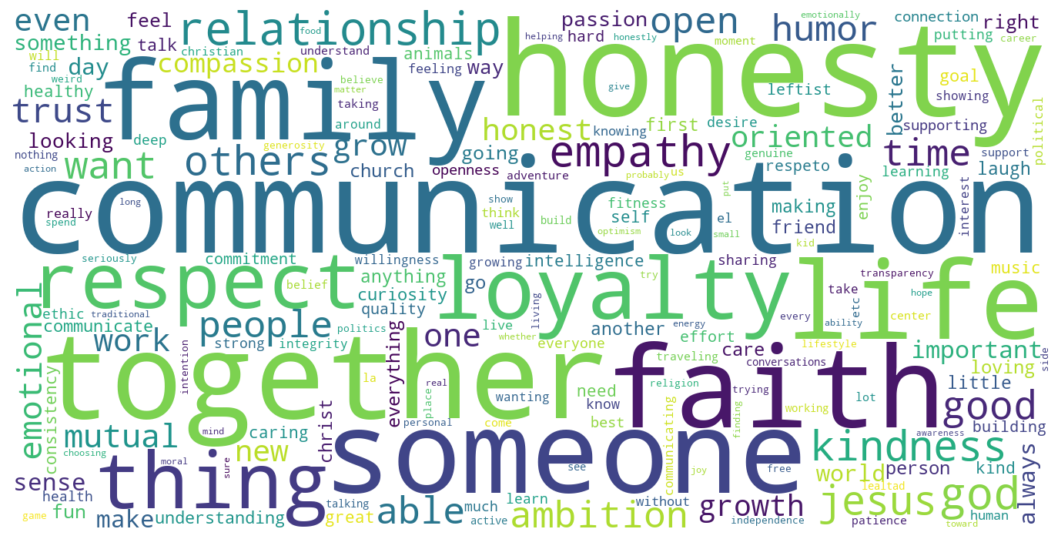 even
feel
relationship
food
passion
open
humor
emotionally
connection
right
something
talk
christian
understand
helping
hard
honestly
moment
putting
career
will
find
weird
day
compassion
animals
feeling
way
honesty
goal
healthy
family
believe
matter
taking
give
leftist
better
showing
trust
around
honest
knowing
first
desire
oriented
supporting
political
looking
deep
generosity
grow
going
empathy
genuine
time
nothing
action
want
others
church
openness
adventure
probably
us
respeto
learning
support
laugh
communication
really
long
spend
show
think
well
build
fitness
self
optimism
el
look
put
small
making
friend
kid
enjoy
interest
seriously
commitment
willingness
growing
intelligence
sharing
respect
belief
anything
curiosity
quality
go
loyalty
try
transparency
take
etc
every
hope
life
music
emotional
ethic
traditional
communicate
work
people
politics
strong
integrity
one
live
whether
living
everyone
another
energy
effort
ability
center
lifestyle
together
intention
la
everything
real
place
personal
come
wanting
need
know
best
traveling
religion
care
trying
conversations
faith
working
lot
important
loving
little
side
good
building
consistency
mutual
choosing
mind
caring
new
christ
someone
see
communicating
joy
finding
free
kindness
awareness
world
person
kind
sense
health
thing
moral
sure
fun
game
make
understanding
great
talking
able
much
active
learn
ambition
without
independence
growth
jesus
patience
god
lealtad
human
toward
always